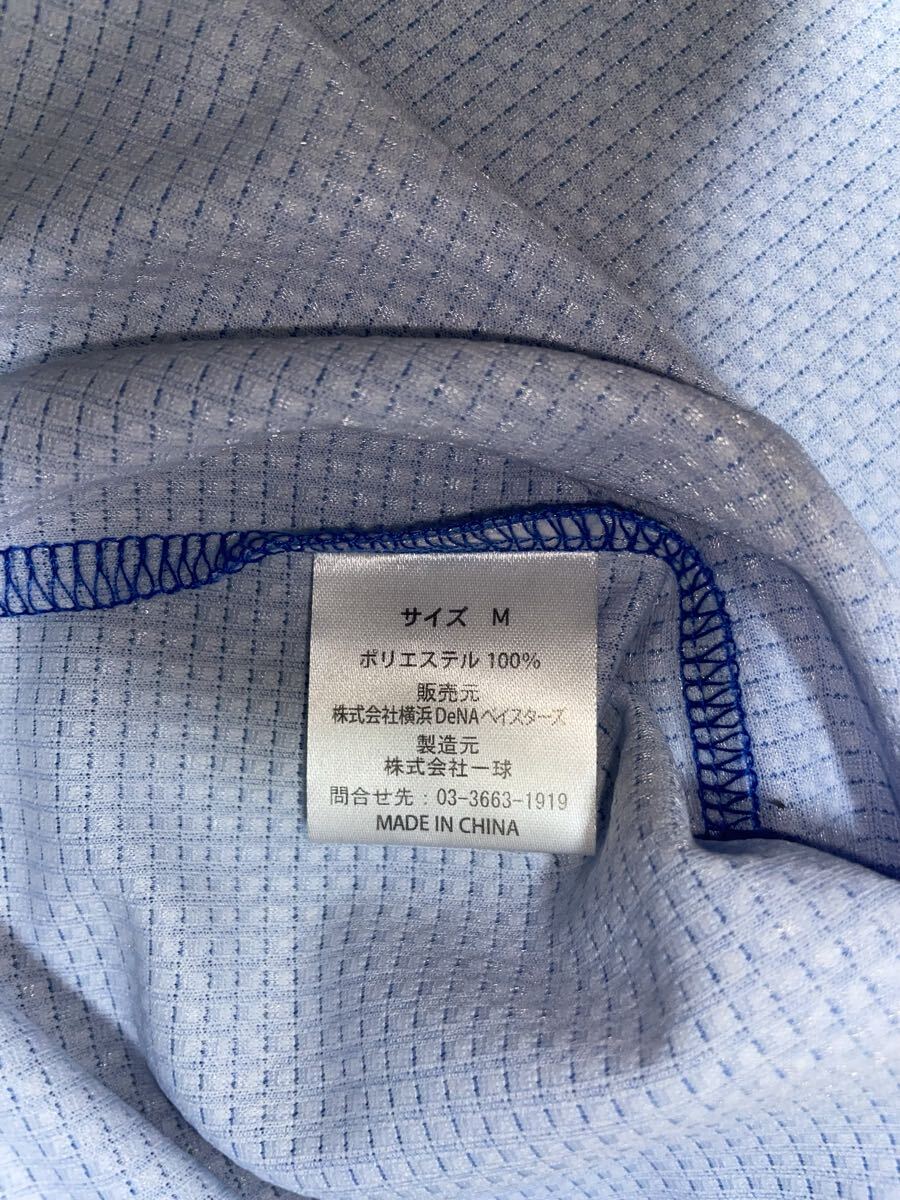 サイズ M
ポリエステル 100%
販売元
株式会社横浜DeNAベイスターズ
製造元
株式会社一球
問合せ先：03-3663-1919
MADE IN CHINA